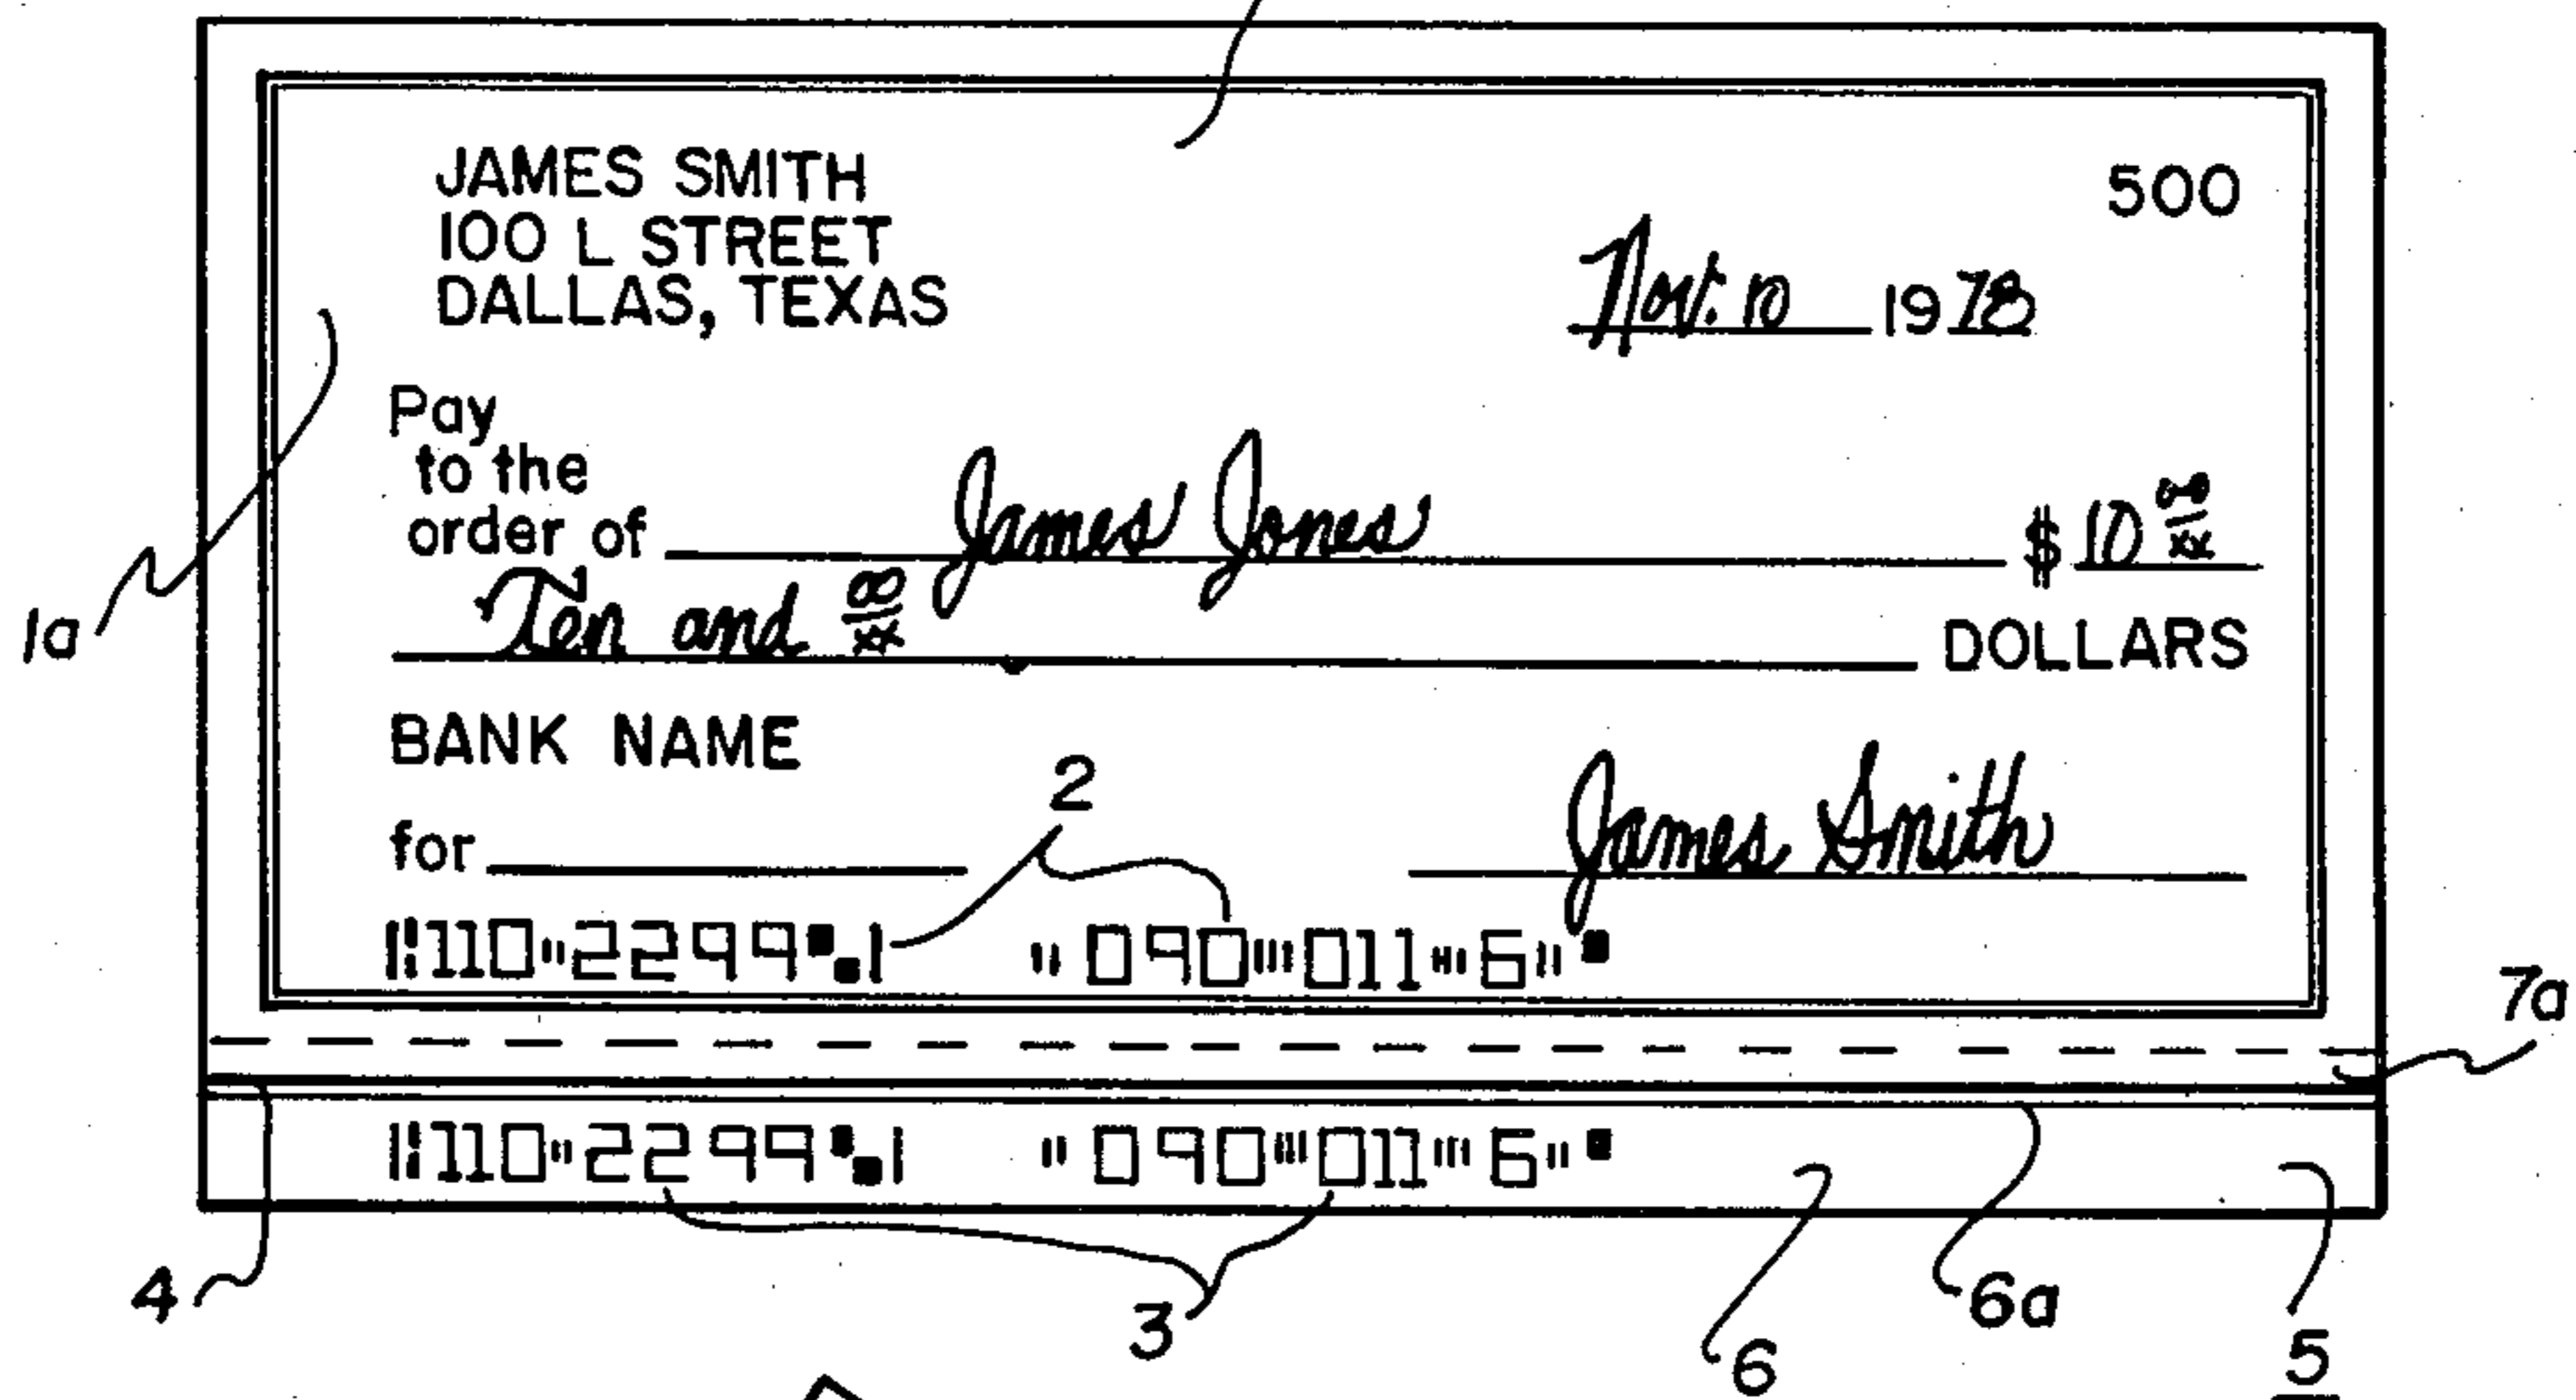 JAMES SMITH
500
100 L STREET
DALLAS, TEXAS
Nov. 10 1978
1a
Pay
to the
order of James Jones $ 10 00/xx
Ten and 00/xx DOLLARS
BANK NAME
2
for James Smith
110 2299 1 090 011 6
7a
110 2299 1 090 011 6
4
3
6
6a
5